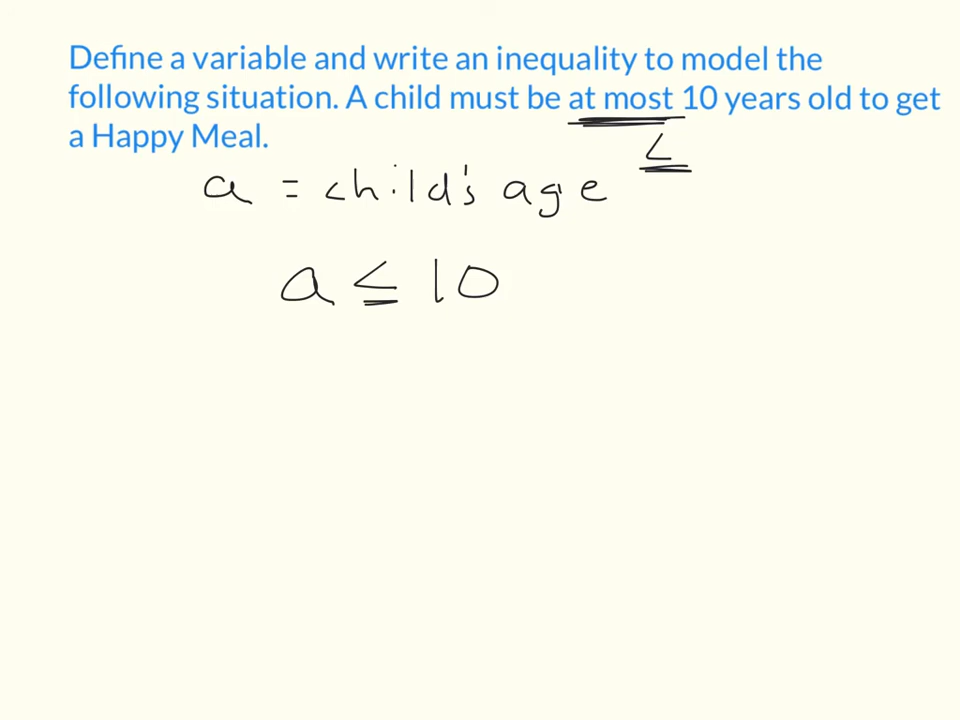 Define a variable and write an inequality to model the
following situation. A child must be at most 10 years old to get
a Happy Meal.
≤
a = child's age
a ≤ 10